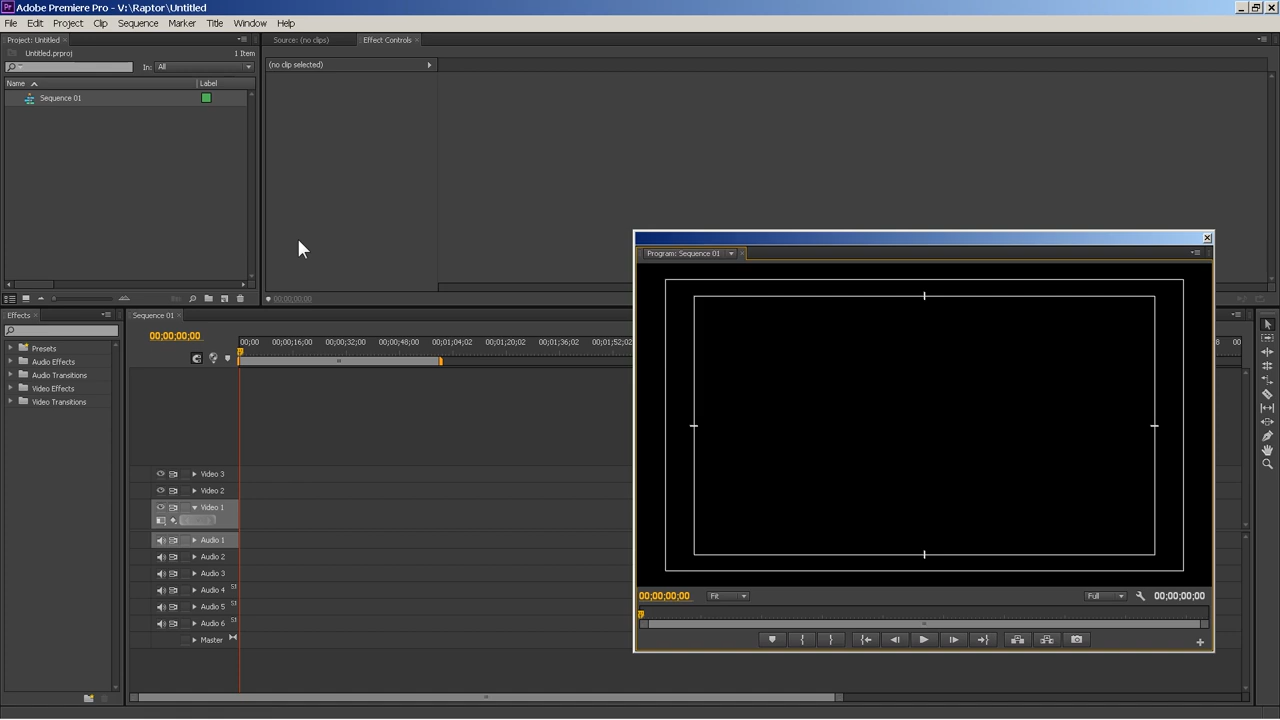 Adobe Premiere Pro - V:\Raptor\Untitled
File Edit Project Clip Sequence Marker Title Window Help
Project: Untitled
Source: (no clips)
Effect Controls
Untitled.prproj
1 Item
In: All
(no clip selected)
Name
Label
Sequence 01
Program: Sequence 01
00;00;00;00
Effects
Sequence 01
00;00;00;00
00;00 00;00;16;00 00;00;32;00 00;00;48;00 00;01;04;02 00;01;20;02 00;01;36;02 00;01;52;02
Presets
Audio Effects
Audio Transitions
Video Effects
Video Transitions
Video 3
Video 2
Video 1
Audio 1
Audio 2
Audio 3
Audio 4
Audio 5
Audio 6
Master
00;00;00;00
Fit
Full
00;00;00;00